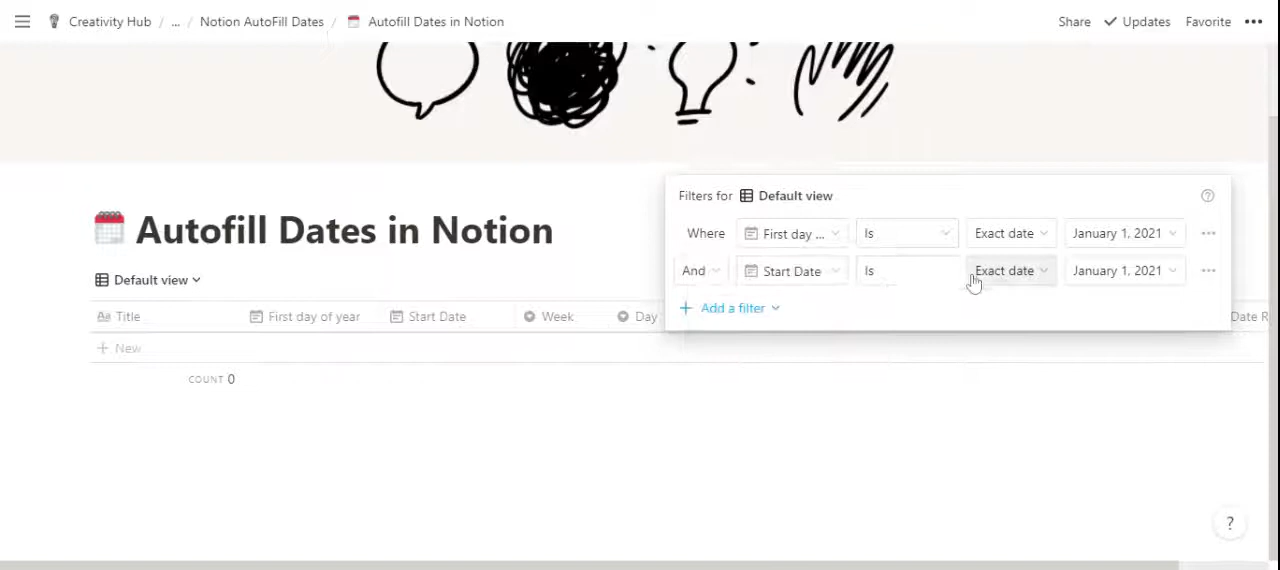 Creativity Hub / ... / Notion AutoFill Dates / Autofill Dates in Notion Share Updates Favorite •••
Filters for Default view ?
Where First day ... Is Exact date January 1, 2021 •••
And Start Date Is Exact date January 1, 2021 •••
+ Add a filter
Autofill Dates in Notion
Default view
Aa Title First day of year Start Date Week Day Date R
+ New
COUNT 0
?